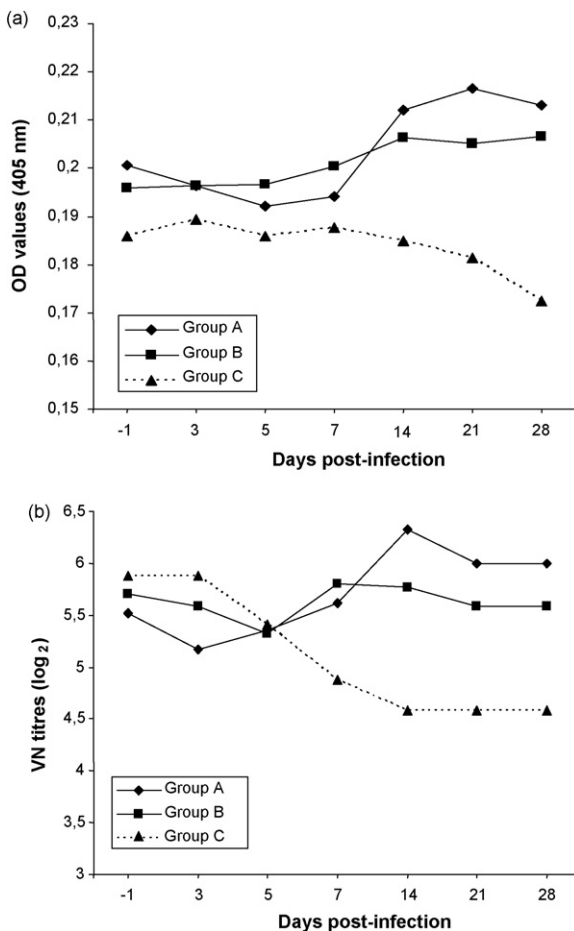 (a)
OD values (405 nm)
0,23
0,22
0,21
0,2
0,19
0,18
0,17
0,16
0,15
Group A
Group B
Group C
-1 3 5 7 14 21 28
Days post-infection
(b)
VN titres (log 2)
6,5
6
5,5
5
4,5
4
3,5
3
Group A
Group B
Group C
-1 3 5 7 14 21 28
Days post-infection